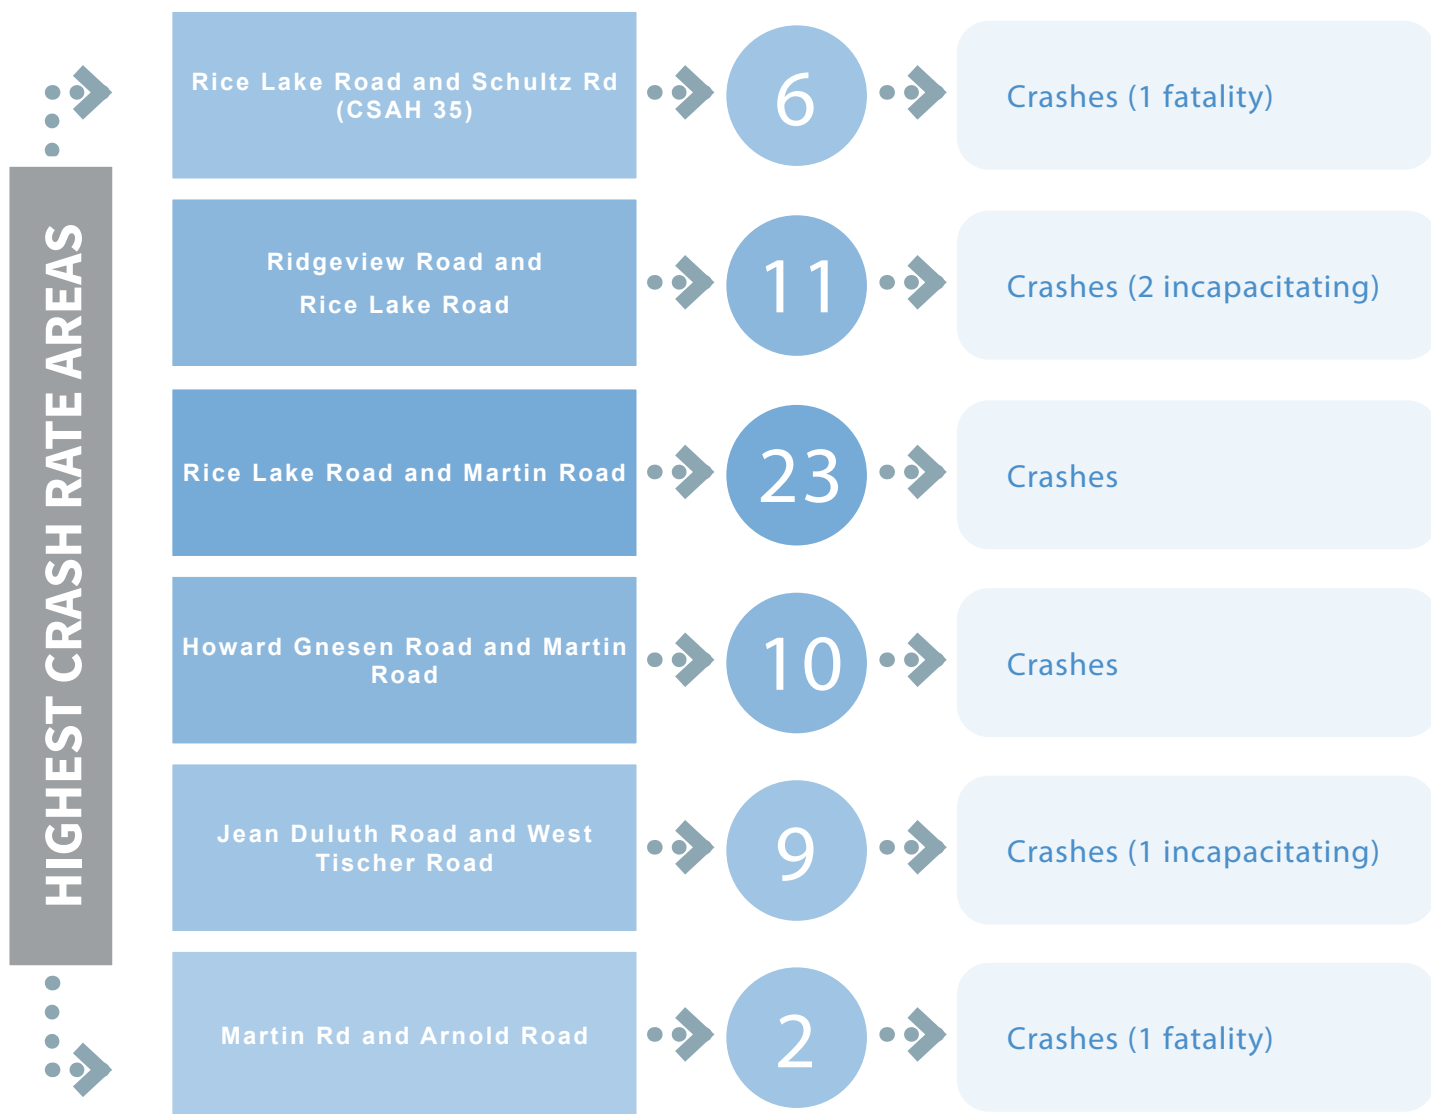 HIGHEST CRASH RATE AREAS
Rice Lake Road and Schultz Rd
(CSAH 35)
6
Crashes (1 fatality)
Ridgeview Road and
Rice Lake Road
11
Crashes (2 incapacitating)
Rice Lake Road and Martin Road
23
Crashes
Howard Gnesen Road and Martin
Road
10
Crashes
Jean Duluth Road and West
Tischer Road
9
Crashes (1 incapacitating)
Martin Rd and Arnold Road
2
Crashes (1 fatality)